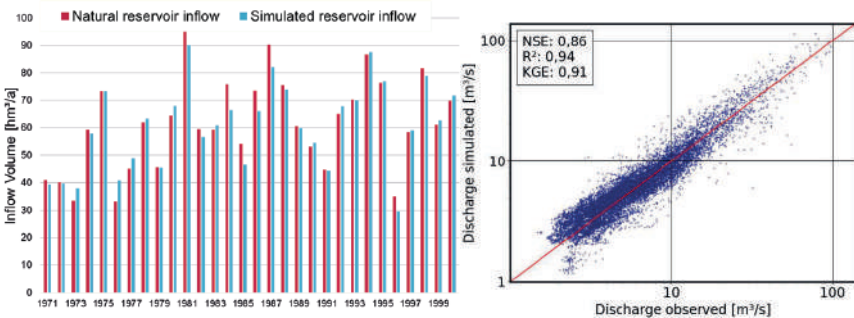 Natural reservoir inflow Simulated reservoir inflow
Inflow Volume [hm³/a]
100
90
80
70
60
50
40
30
20
10
0
1971 1973 1975 1977 1979 1981 1983 1985 1987 1989 1991 1993 1995 1997 1999
NSE: 0,86
R²: 0,94
KGE: 0,91
Discharge simulated [m³/s]
100
10
1
10 100
Discharge observed [m³/s]